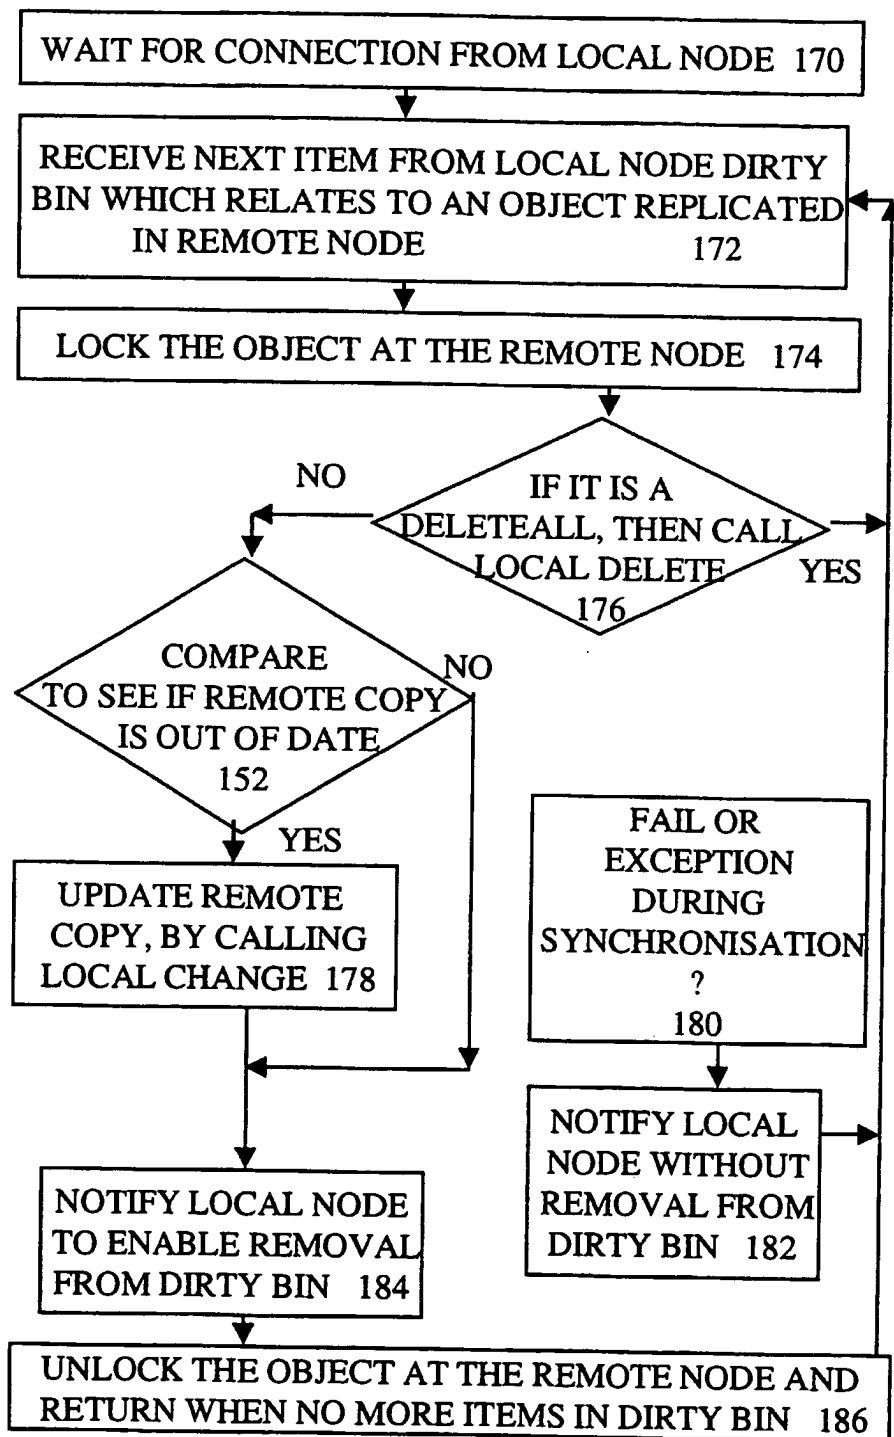 WAIT FOR CONNECTION FROM LOCAL NODE 170
RECEIVE NEXT ITEM FROM LOCAL NODE DIRTY
BIN WHICH RELATES TO AN OBJECT REPLICATED
IN REMOTE NODE 172
LOCK THE OBJECT AT THE REMOTE NODE 174
NO
IF IT IS A
DELETEALL, THEN CALL
LOCAL DELETE
176
YES
COMPARE
TO SEE IF REMOTE COPY
IS OUT OF DATE
152
NO
YES
UPDATE REMOTE
COPY, BY CALLING
LOCAL CHANGE 178
FAIL OR
EXCEPTION
DURING
SYNCHRONISATION
?
180
NOTIFY LOCAL
NODE WITHOUT
REMOVAL FROM
DIRTY BIN 182
NOTIFY LOCAL NODE
TO ENABLE REMOVAL
FROM DIRTY BIN 184
UNLOCK THE OBJECT AT THE REMOTE NODE AND
RETURN WHEN NO MORE ITEMS IN DIRTY BIN 186